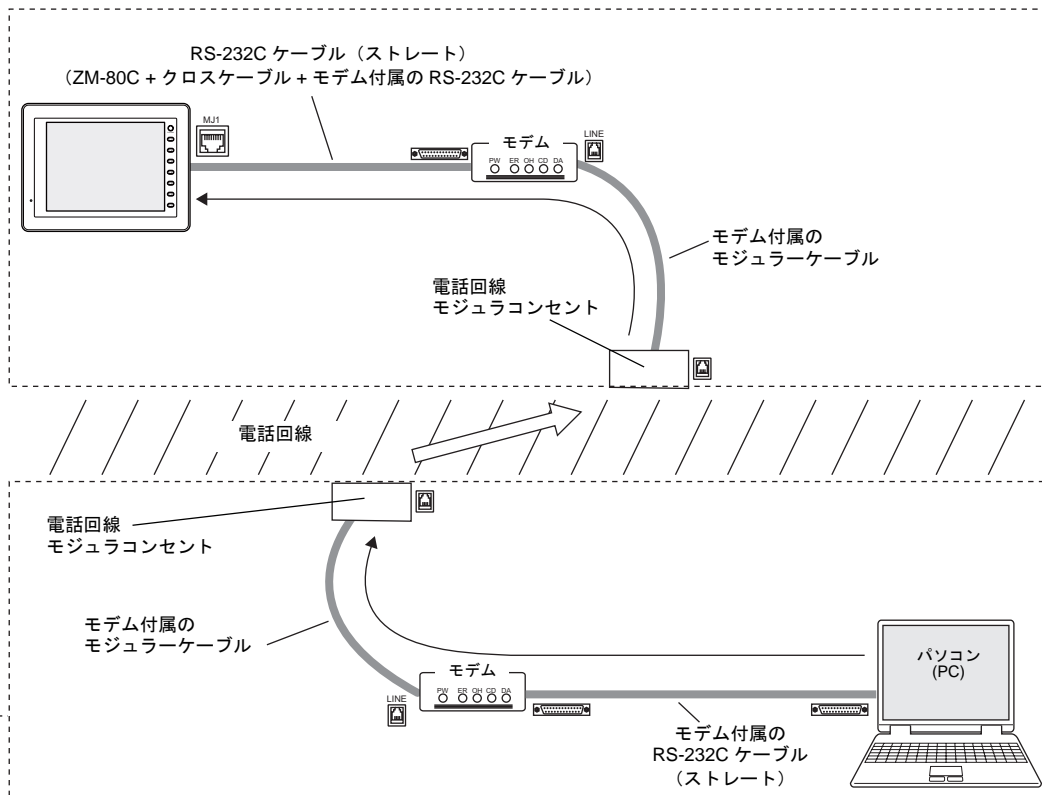 RS-232C ケーブル（ストレート）
（ZM-80C + クロスケーブル + モデム付属の RS-232C ケーブル）
MJ1
モデム
LINE
PW ER OH CD DA
モデム付属の
モジュラーケーブル
電話回線
モジュラコンセント
電話回線
電話回線
モジュラコンセント
モデム付属の
モジュラーケーブル
モデム
PW ER OH CD DA
LINE
パソコン
(PC)
モデム付属の
RS-232C ケーブル
（ストレート）